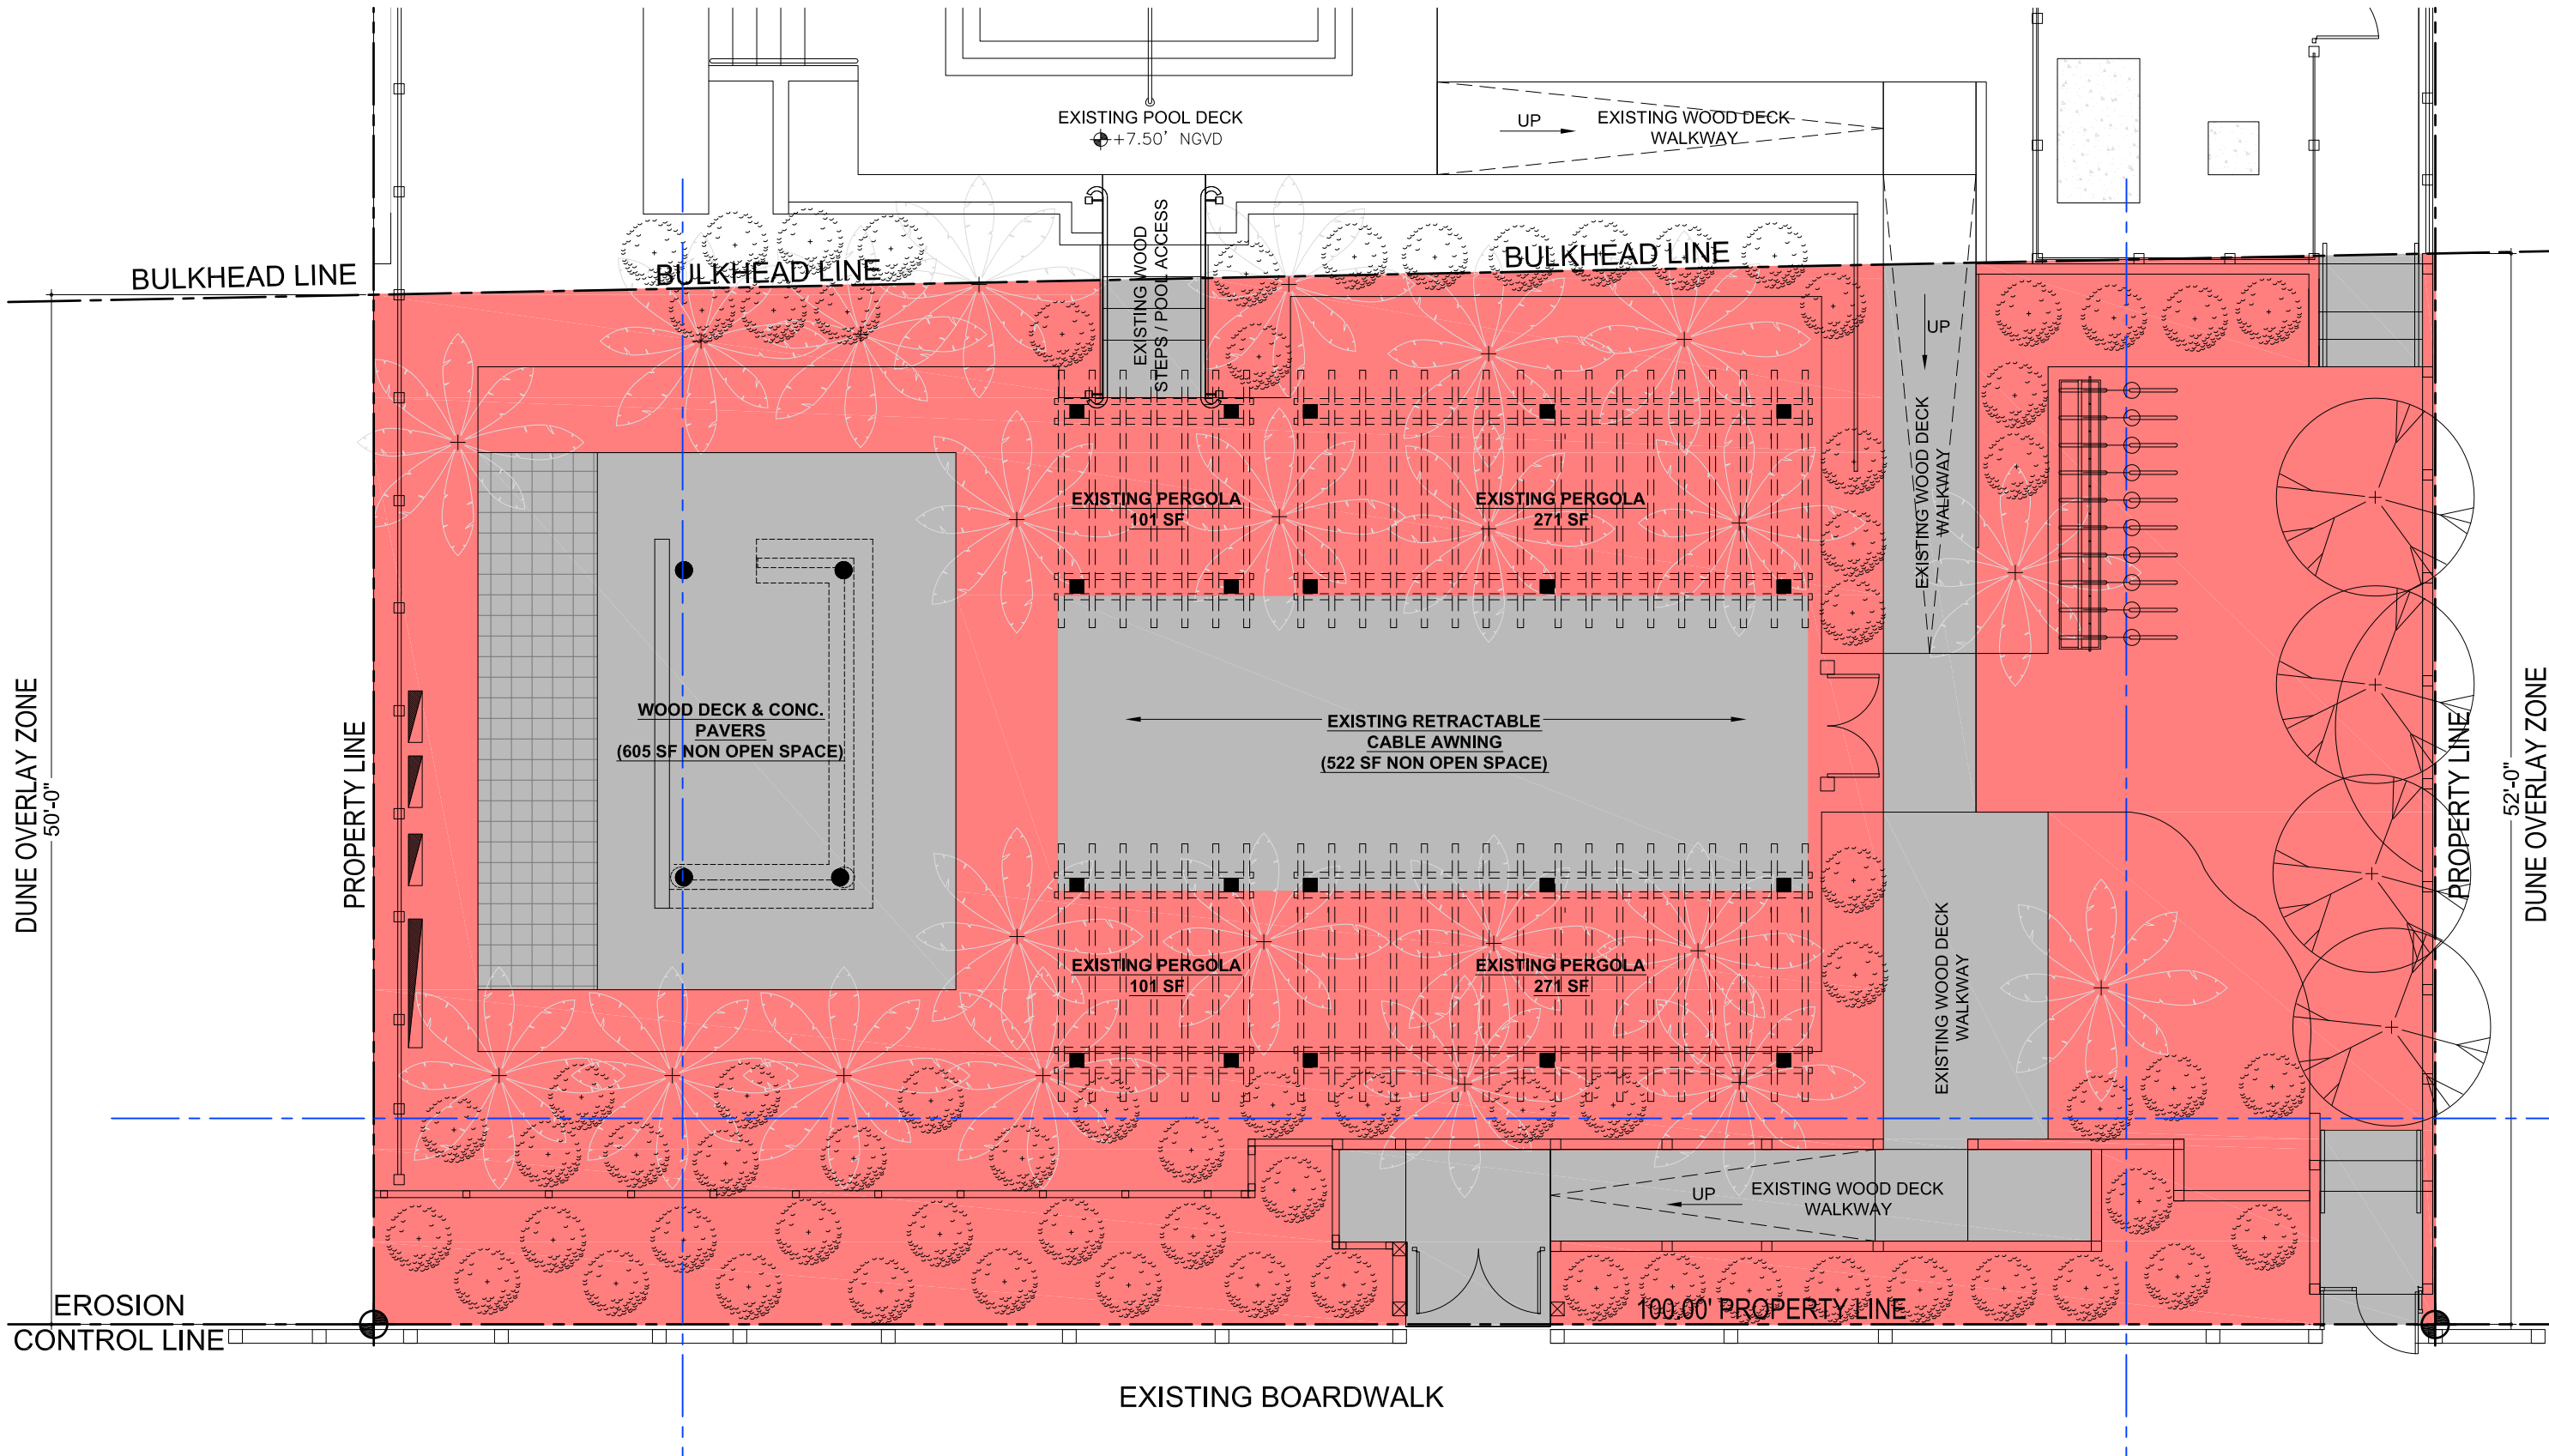 EXISTING POOL DECK
+7.50' NGVD
UP
EXISTING WOOD DECK
WALKWAY
EXISTING WOOD
STEPS / POOL ACCESS
BULKHEAD LINE
BULKHEAD LINE
BULKHEAD LINE
UP
EXISTING WOOD DECK
WALKWAY
EXISTING PERGOLA
101 SF
EXISTING PERGOLA
271 SF
DUNE OVERLAY ZONE
50'-0"
PROPERTY LINE
WOOD DECK & CONC.
PAVERS
(605 SF NON OPEN SPACE)
EXISTING RETRACTABLE
CABLE AWNING
(522 SF NON OPEN SPACE)
PROPERTY LINE
52'-0"
DUNE OVERLAY ZONE
EXISTING PERGOLA
101 SF
EXISTING PERGOLA
271 SF
EXISTING WOOD DECK
WALKWAY
UP
EXISTING WOOD DECK
WALKWAY
EROSION
CONTROL LINE
100.00' PROPERTY LINE
EXISTING BOARDWALK